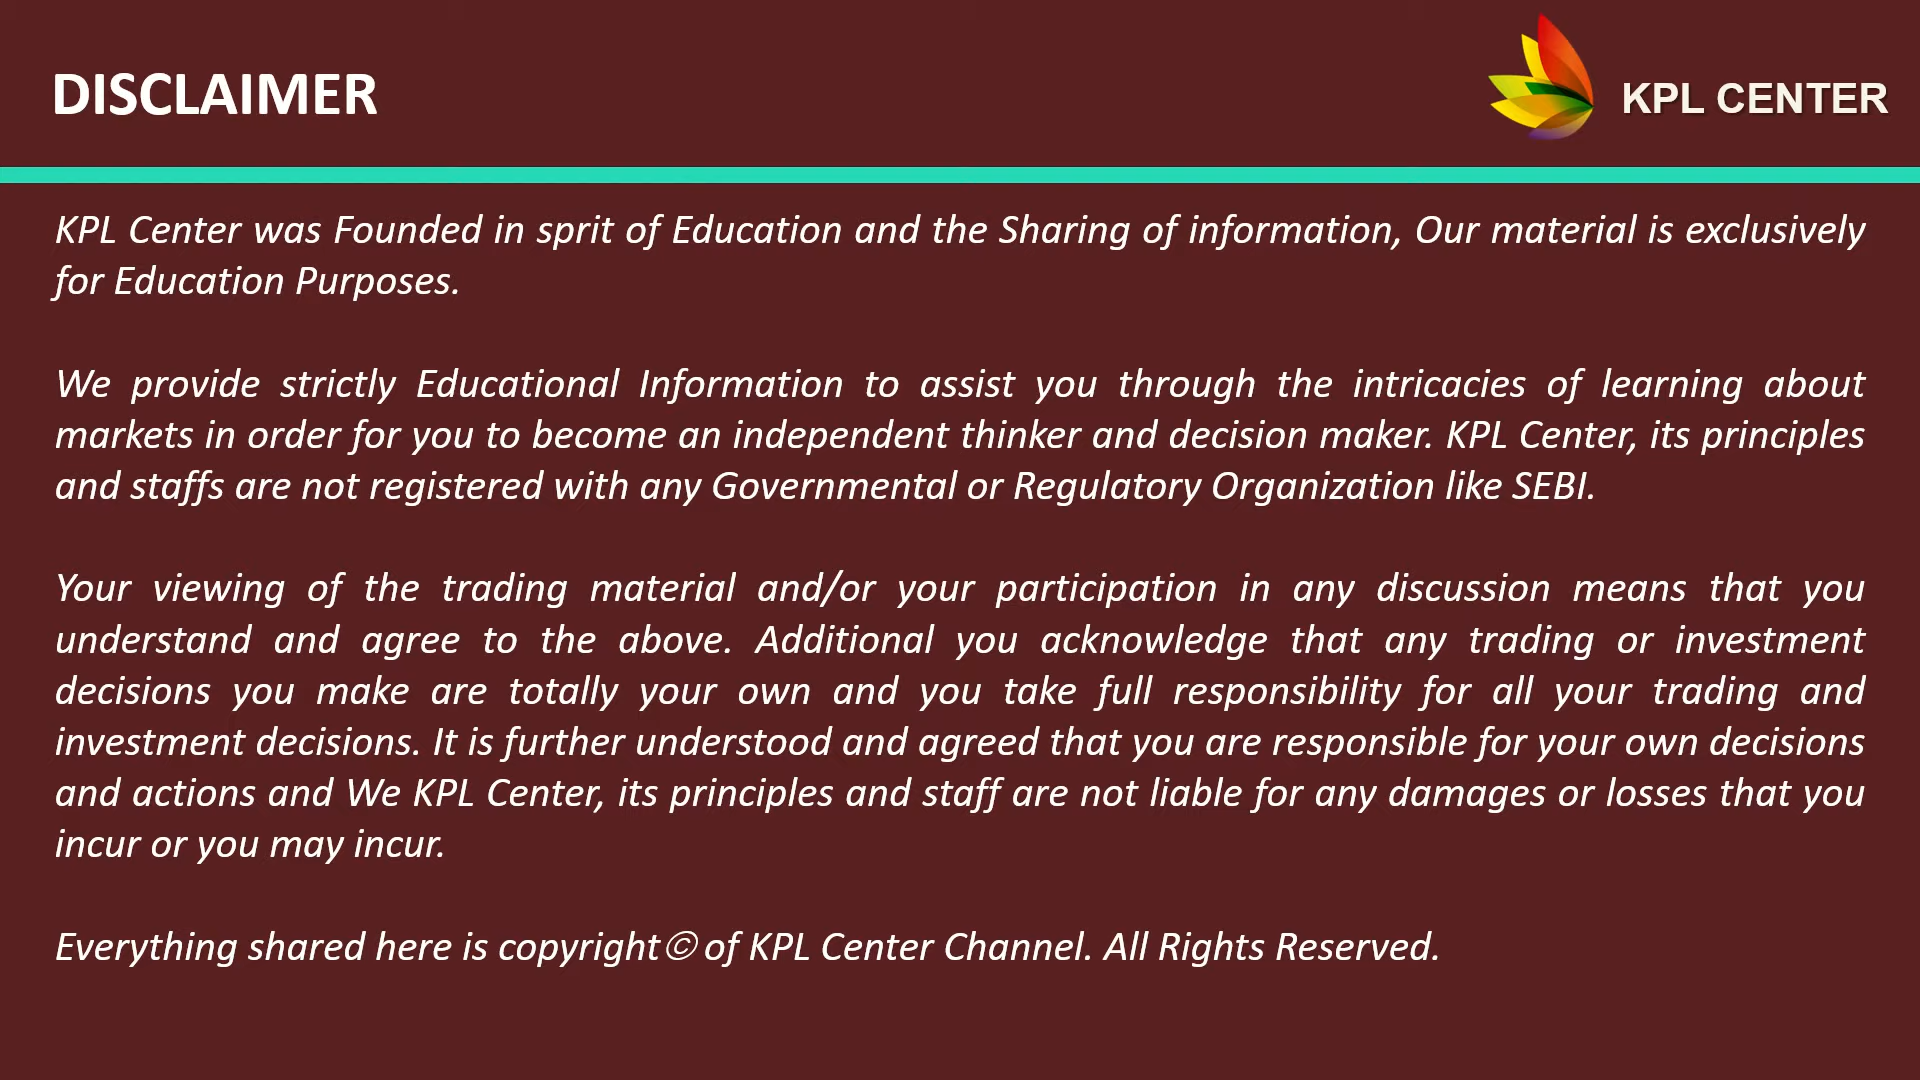 DISCLAIMER
KPL CENTER
KPL Center was Founded in sprit of Education and the Sharing of information, Our material is exclusively
for Education Purposes.
We provide strictly Educational Information to assist you through the intricacies of learning about
markets in order for you to become an independent thinker and decision maker. KPL Center, its principles
and staffs are not registered with any Governmental or Regulatory Organization like SEBI.
Your viewing of the trading material and/or your participation in any discussion means that you
understand and agree to the above. Additional you acknowledge that any trading or investment
decisions you make are totally your own and you take full responsibility for all your trading and
investment decisions. It is further understood and agreed that you are responsible for your own decisions
and actions and We KPL Center, its principles and staff are not liable for any damages or losses that you
incur or you may incur.
Everything shared here is copyright© of KPL Center Channel. All Rights Reserved.